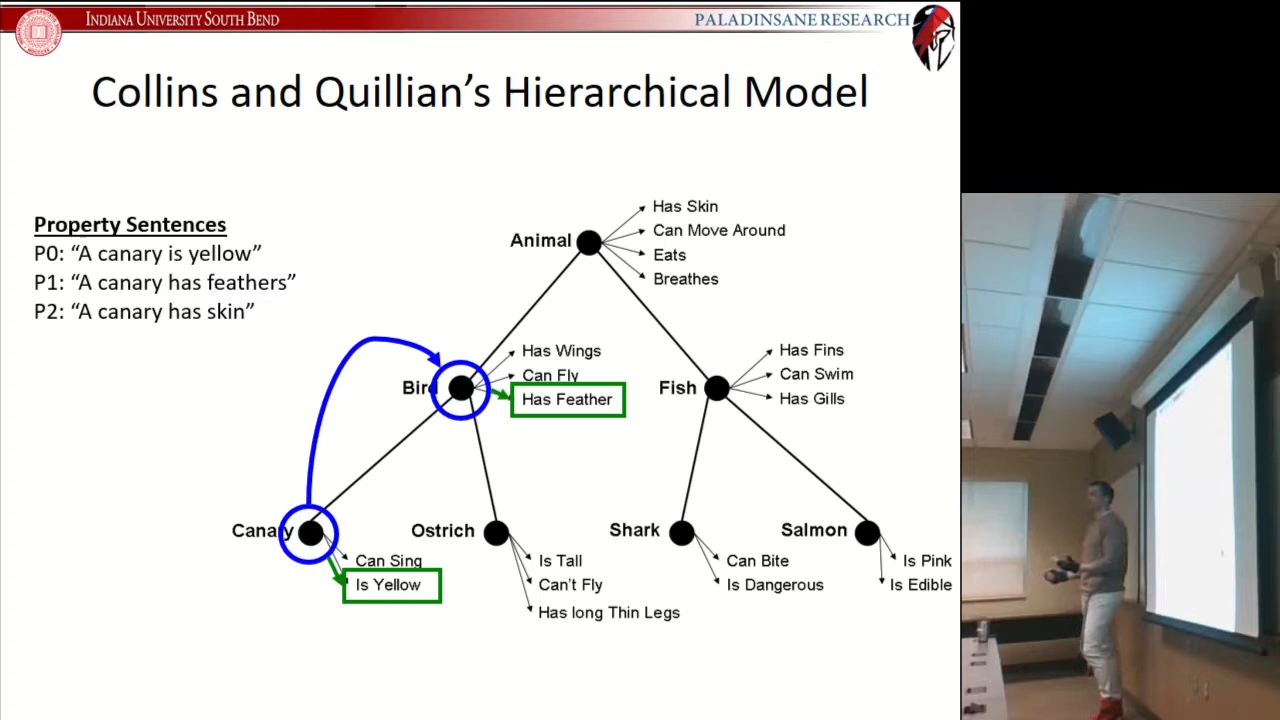 INDIANA UNIVERSITY SOUTH BEND
PALADINSANE RESEARCH
Collins and Quillian's Hierarchical Model
Property Sentences
P0: “A canary is yellow”
P1: “A canary has feathers”
P2: “A canary has skin”
Animal
Has Skin
Can Move Around
Eats
Breathes
Bird
Has Wings
Can Fly
Has Feather
Fish
Has Fins
Can Swim
Has Gills
Canary
Can Sing
Is Yellow
Ostrich
Is Tall
Can't Fly
Has long Thin Legs
Shark
Can Bite
Is Dangerous
Salmon
Is Pink
Is Edible